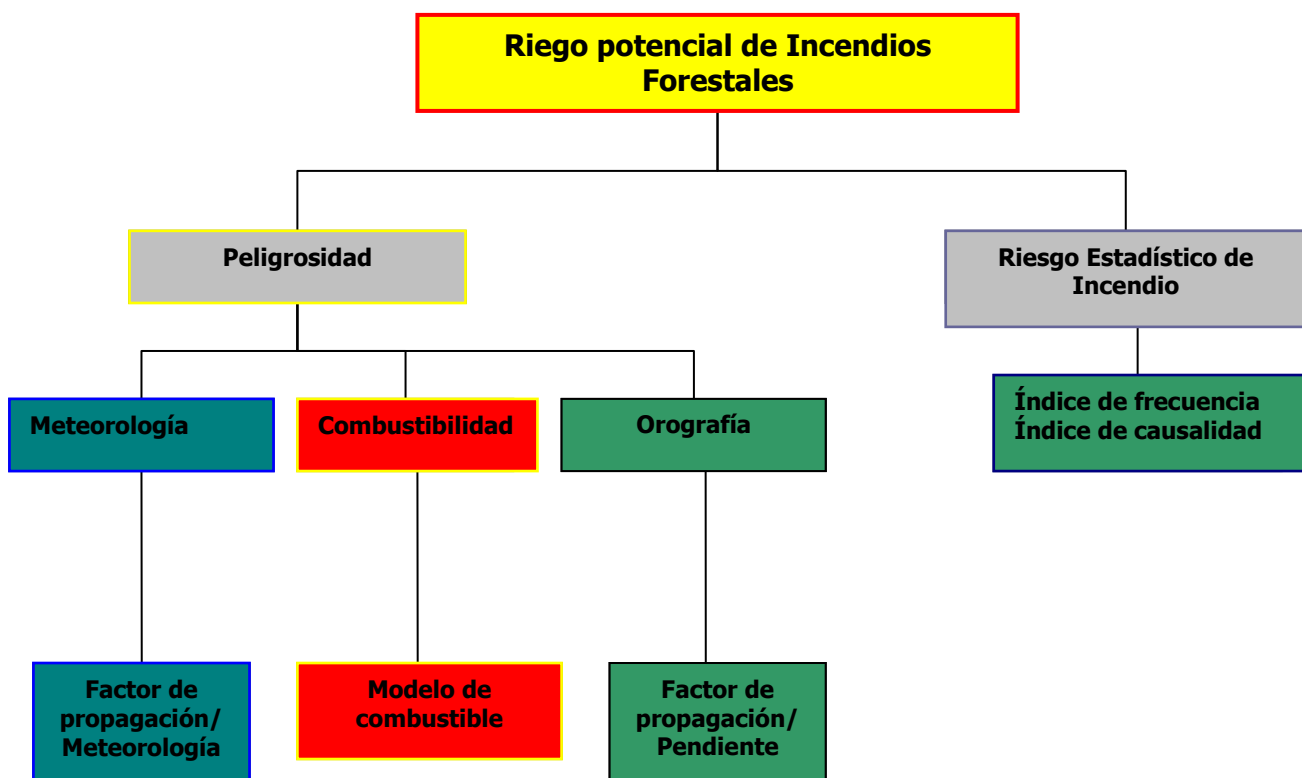 Riego potencial de Incendios
Forestales
Peligrosidad
Riesgo Estadístico de
Incendio
Meteorología
Combustibilidad
Orografía
Índice de frecuencia
Índice de causalidad
Factor de
propagación/
Meteorología
Modelo de
combustible
Factor de
propagación/
Pendiente